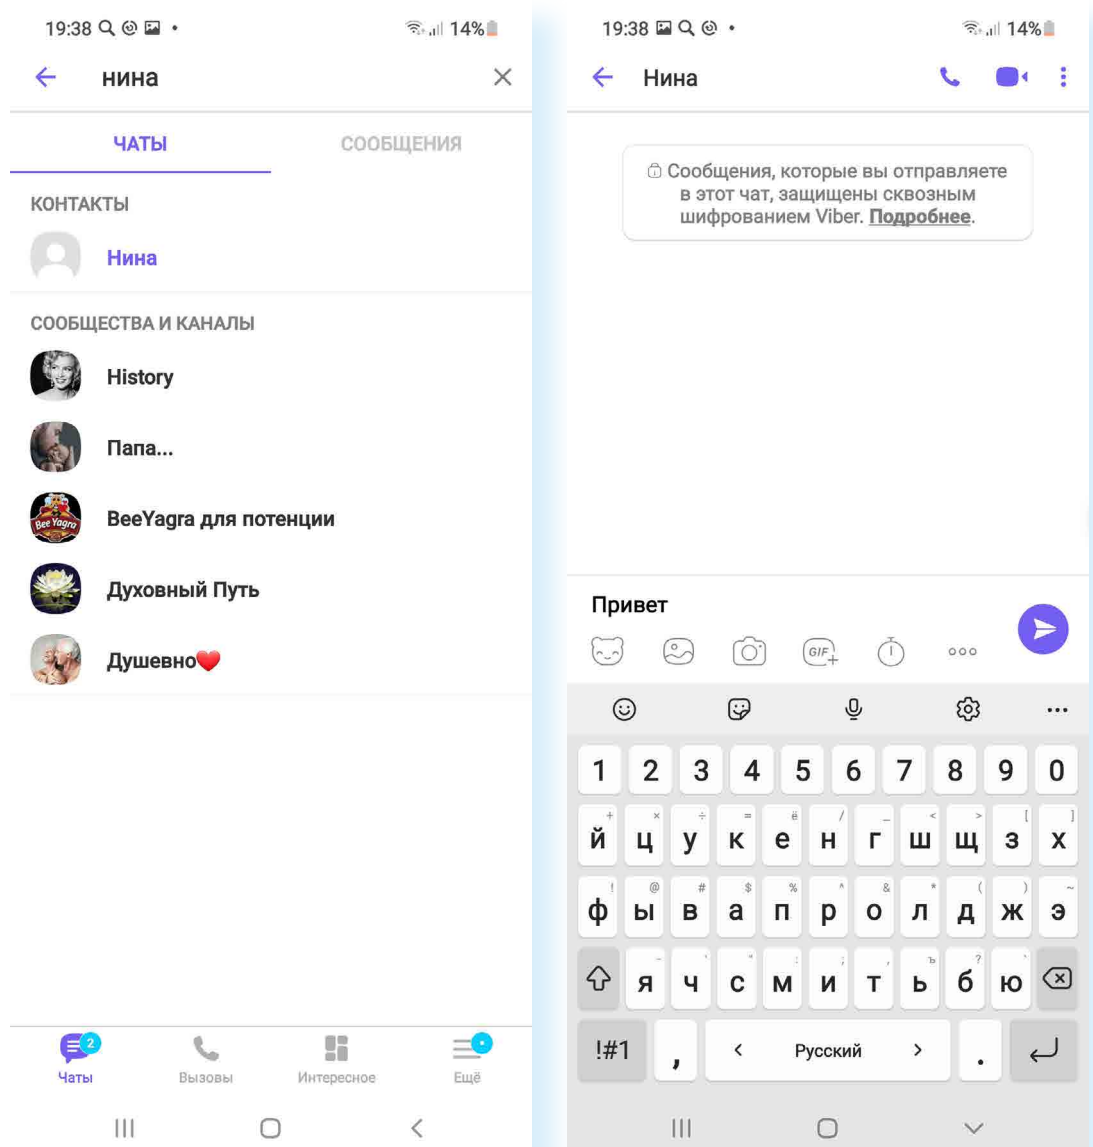 19:38
14%
нина
ЧАТЫ
СООБЩЕНИЯ
КОНТАКТЫ
Нина
СООБЩЕСТВА И КАНАЛЫ
History
Папа...
Bee Yagra
BeeYagra для потенции
Духовный Путь
Душевно❤️
2
Чаты
Вызовы
Интересное
Ещё
19:38
14%
Нина
Сообщения, которые вы отправляете
в этот чат, защищены сквозным
шифрованием Viber. Подробнее.
Привет
GIF
1 2 3 4 5 6 7 8 9 0
+ × ÷ = ё / _ < > [ ]
й ц у к е н г ш щ з х
! @ # $ % ^ & * ( ) ~
ф ы в а п р о л д ж э
- ' " : ; , ъ ? `
я ч с м и т ь б ю
!#1 , < Русский > .